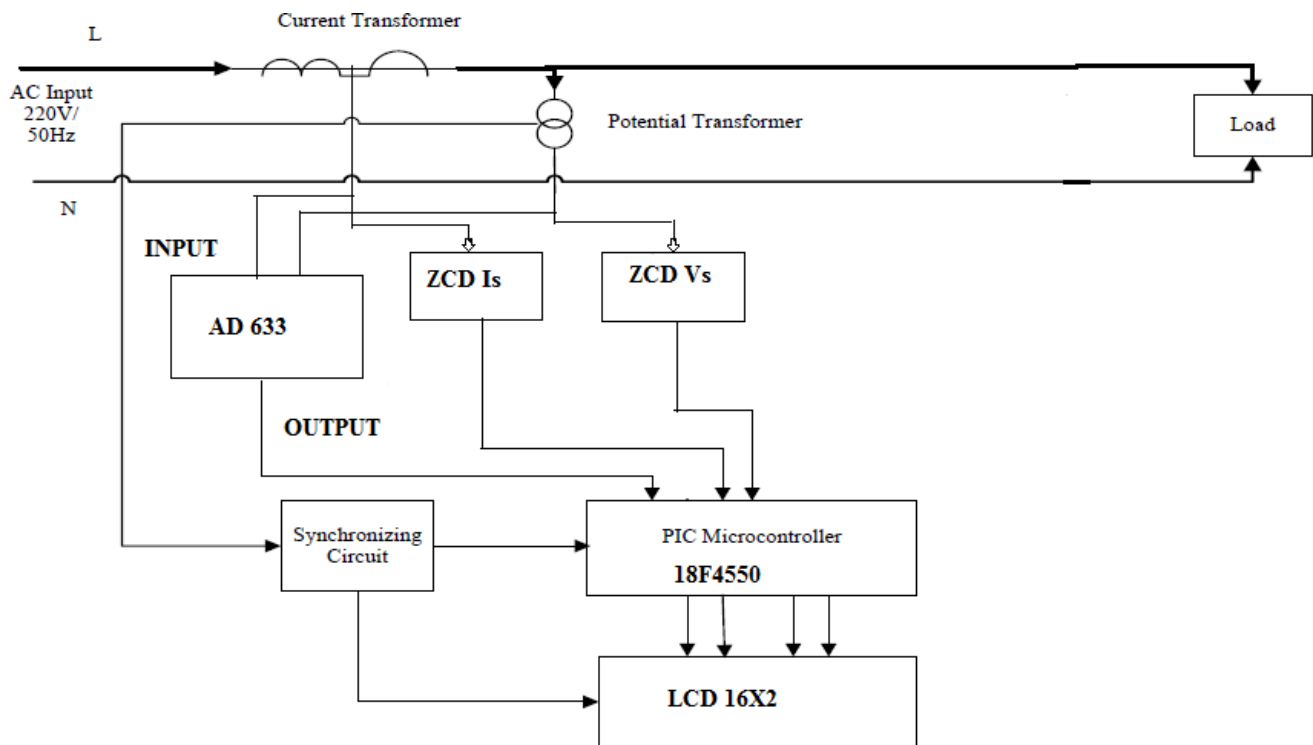 Current Transformer
L
AC Input
220V/
50Hz
Potential Transformer
Load
N
INPUT
ZCD Is
ZCD Vs
AD 633
OUTPUT
Synchronizing
Circuit
PIC Microcontroller
18F4550
LCD 16X2